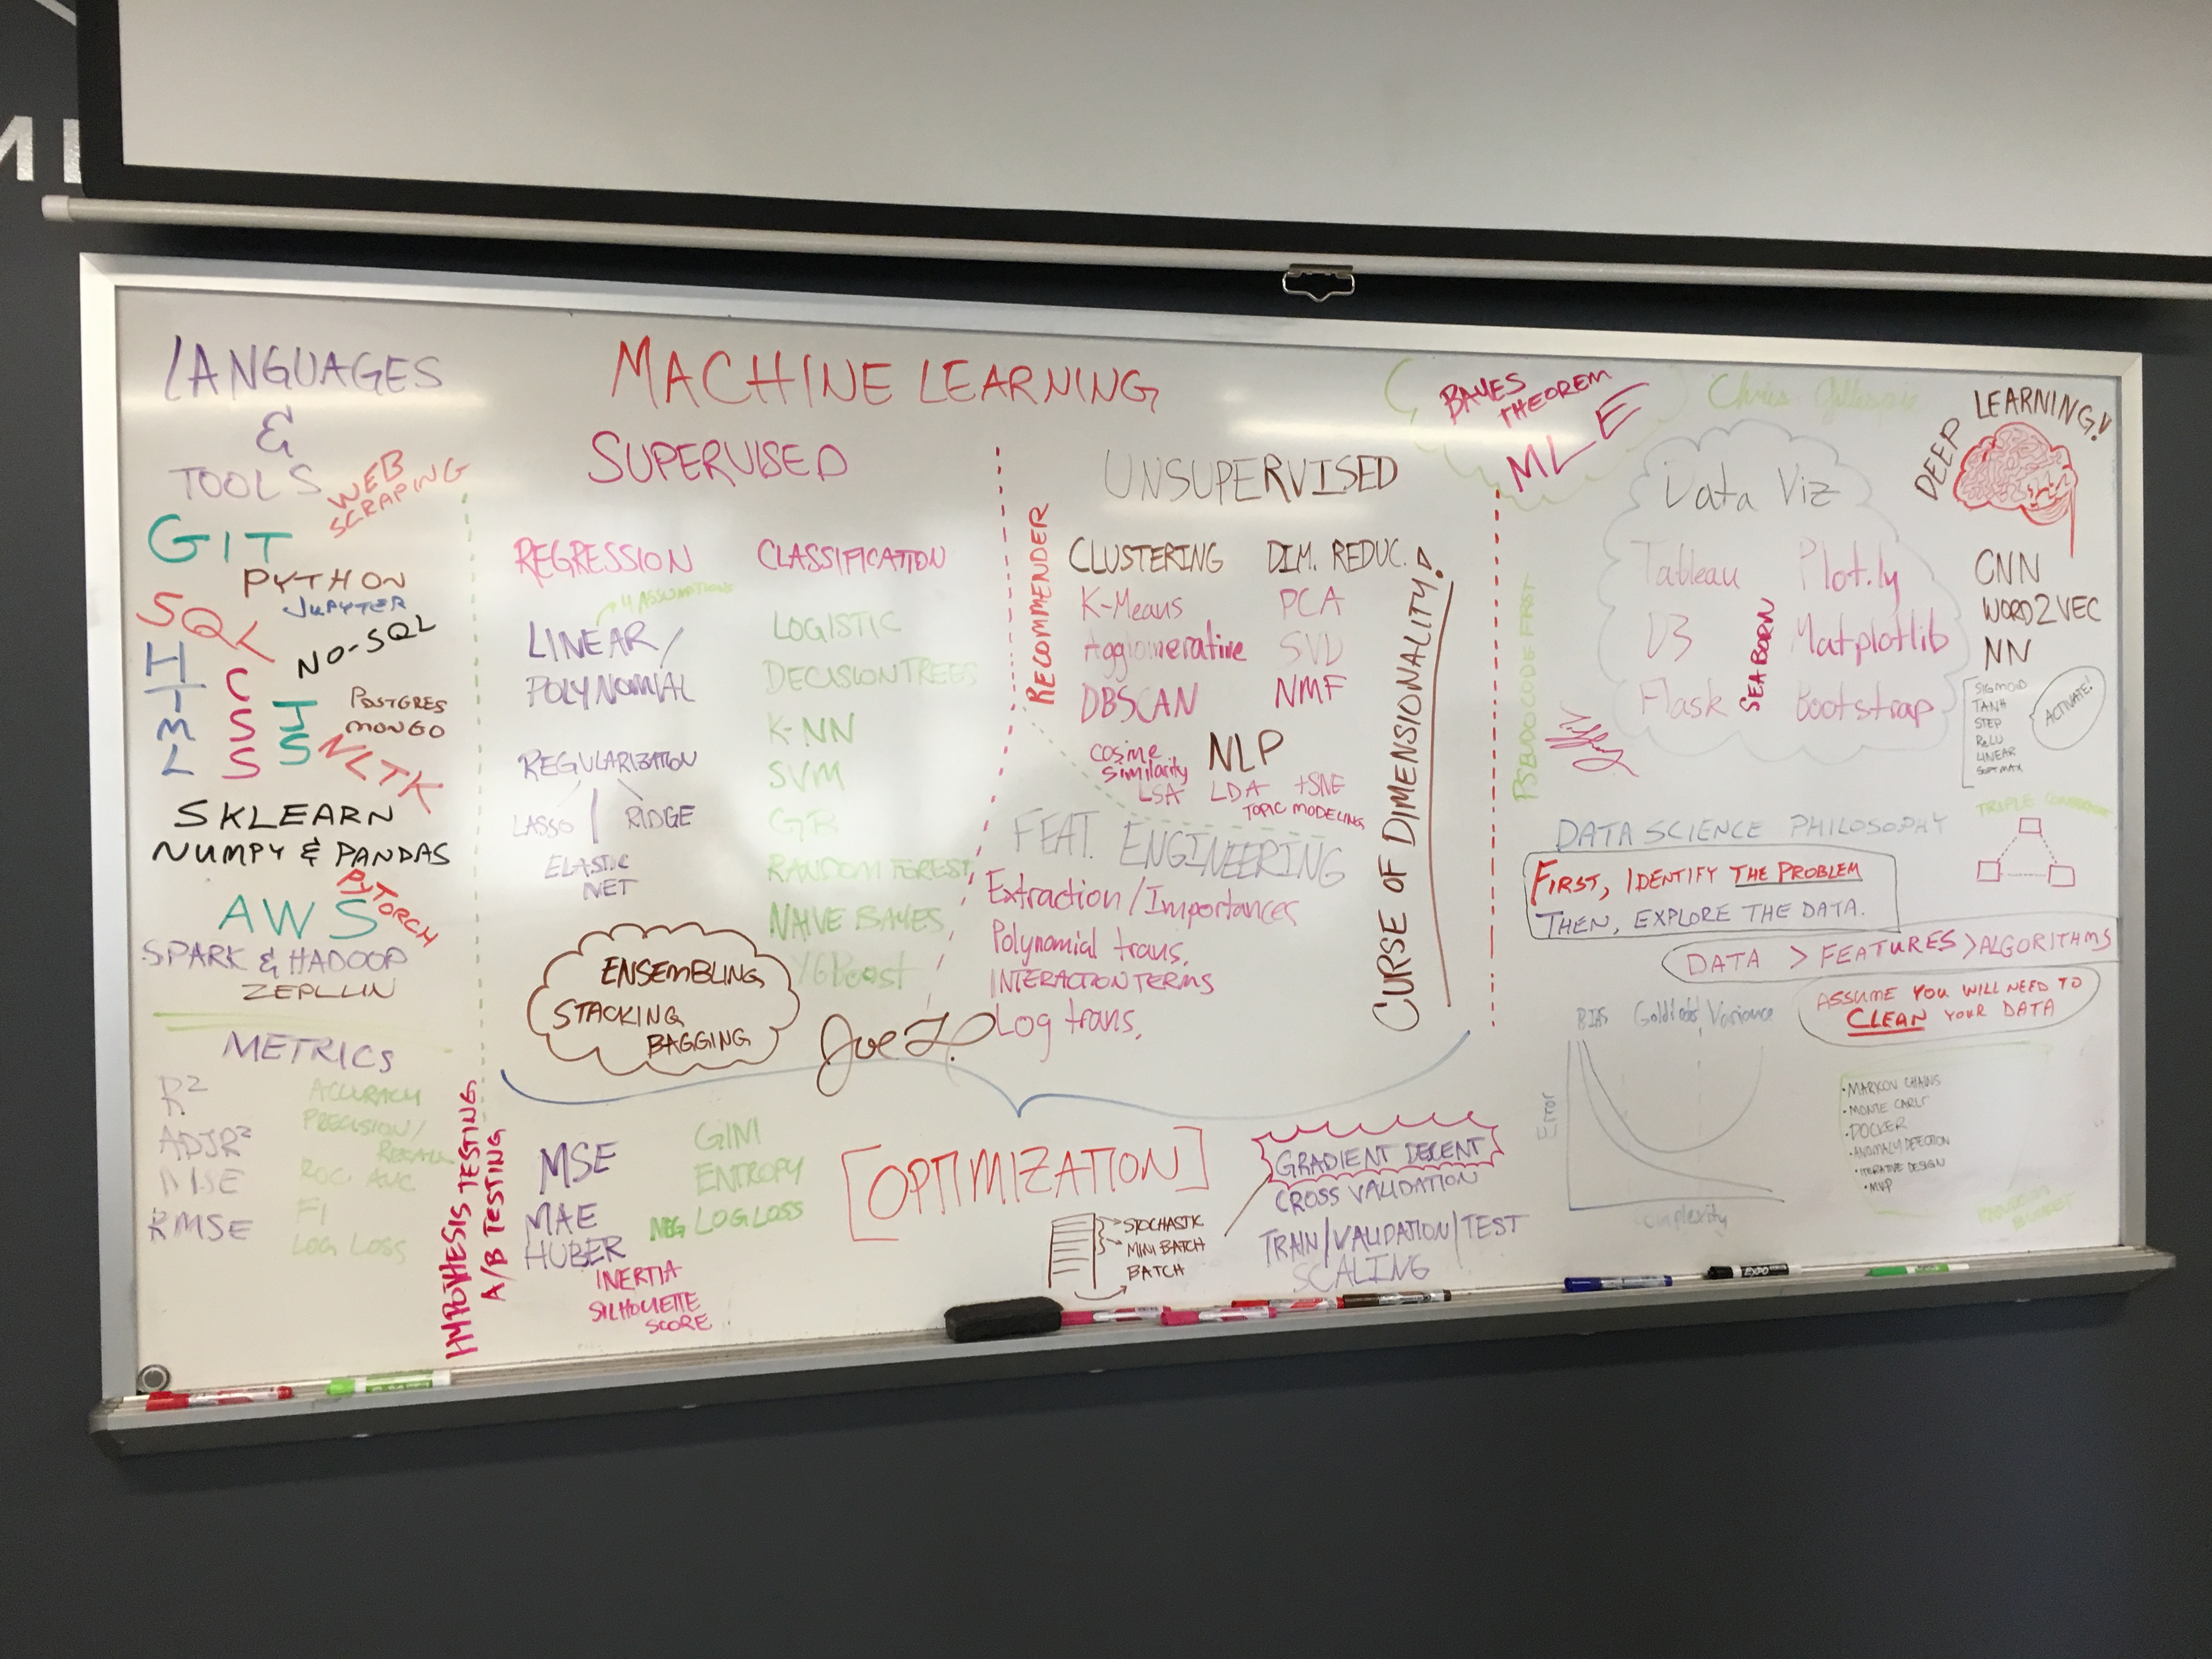 LANGUAGES
&
TOOLS
WEB
SCRAPING
GIT
PYTHON
JUPYTER
SQL
NO-SQL
HTML
CSS
JS
POSTGRES
MONGO
NLTK
SKLEARN
NUMPY & PANDAS
PYTORCH
AWS
SPARK & HADOOP
ZEPLLIN
METRICS
R²
ADJR²
MSE
RMSE
ACCURACY
PRECISION/
RECALL
ROC AUC
F1
LOG LOSS
HYPOTHESIS TESTING
A/B TESTING
MACHINE LEARNING
SUPERVISED
REGRESSION
4 ASSUMPTIONS
LINEAR/
POLYNOMIAL
REGULARIZATION
LASSO
RIDGE
ELASTIC
NET
CLASSIFICATION
LOGISTIC
DECISION TREES
K-NN
SVM
GB
RANDOM FOREST
NAIVE BAYES
XGBoost
ENSEMBLING
STACKING
BAGGING
Joe
RECOMMENDER
UNSUPERVISED
CLUSTERING
K-Means
Agglomerative
DBSCAN
DIM. REDUC.
PCA
SVD
NMF
NLP
cosine
similarity
LSA
LDA
tSNE
TOPIC MODELING
FEAT. ENGINEERING
Extraction/Importances
Polynomial trans.
INTERACTION TERMS
Log trans.
CURSE OF DIMENSIONALITY!
MSE
MAE
HUBER
INERTIA
SILHOUETTE
SCORE
GINI
ENTROPY
NEG LOG LOSS
[OPTIMIZATION]
STOCHASTIC
MINI BATCH
BATCH
GRADIENT DECENT
CROSS VALIDATION
TRAIN/VALIDATION/TEST
SCALING
BAYES
THEOREM
MLE
Chris
Data Viz
Tableau
Plot.ly
D3
SEABORN
Matplotlib
Flask
Bootstrap
PSEUDOCODE FIRST
DEEP LEARNING!
CNN
WORD2VEC
NN
SIGMOID
TANH
STEP
ReLU
LINEAR
SOFTMAX
ACTIVATE!
TRIPLE
DATA SCIENCE PHILOSOPHY
FIRST, IDENTIFY THE PROBLEM
THEN, EXPLORE THE DATA.
DATA > FEATURES > ALGORITHMS
ASSUME YOU WILL NEED TO
CLEAN YOUR DATA
BIAS
Goldilocks
Variance
Error
Complexity
• MARKOV CHAINS
• MONTE CARLO
• DOCKER
• ANOMALY DETECTION
• ITERATIVE DESIGN
• MVP
EXPO